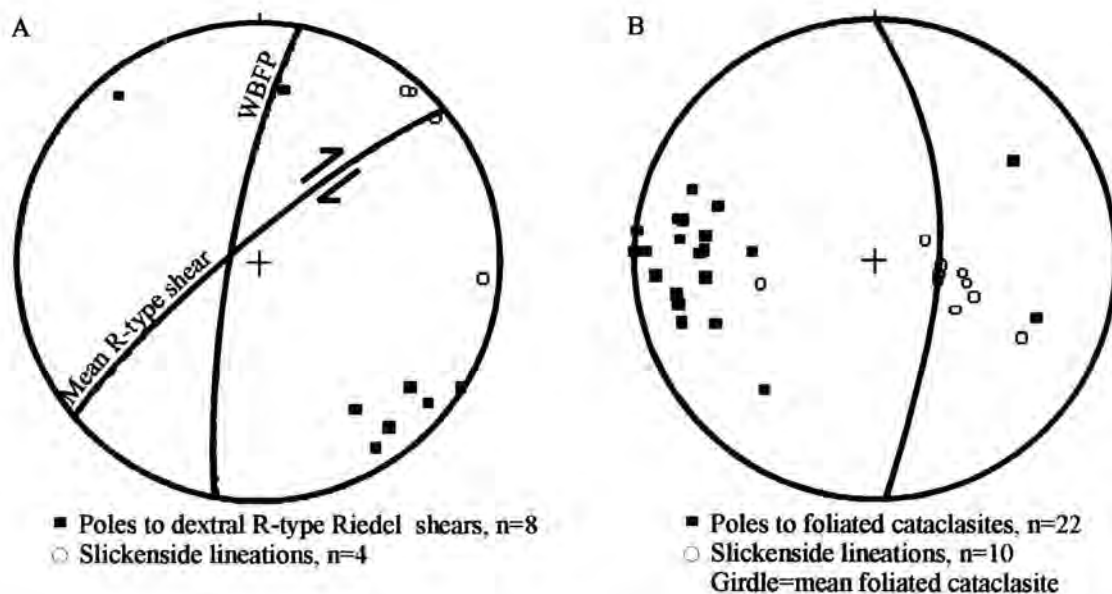 A
B
WBFP
Mean R-type shear
■ Poles to dextral R-type Riedel shears, n=8
○ Slickenside lineations, n=4
■ Poles to foliated cataclasites, n=22
○ Slickenside lineations, n=10
Girdle=mean foliated cataclasite